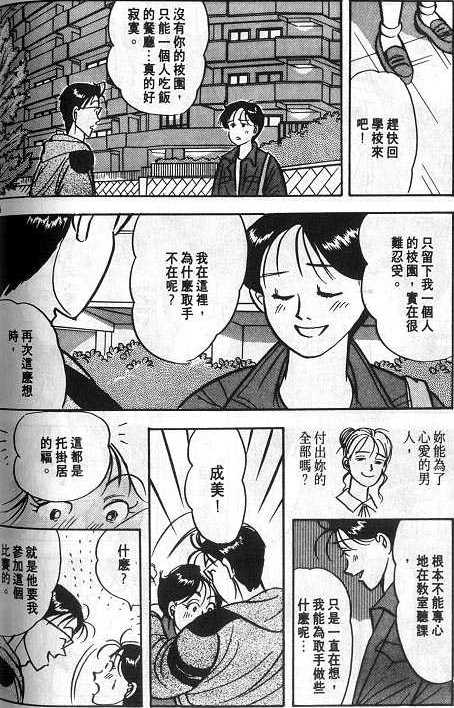 趕快回
學校來
吧！
沒有你的校園，
只能一個人吃飯
的餐廳…真的好
寂寞。
只留下我一個人
的校園，實在很
難忍受。
我在這裡，
為什麼取手
不在呢？
再次這麼想
時，
妳能為了
心愛的男
人，
付出妳的
全部嗎？
根本不能專心
地在教室聽課
只是一直在想，
我能為取手做些
什麼呢…
成美！
這都是
托掛居
的福。
什麼？
就是他要我
參加這個
比賽的。